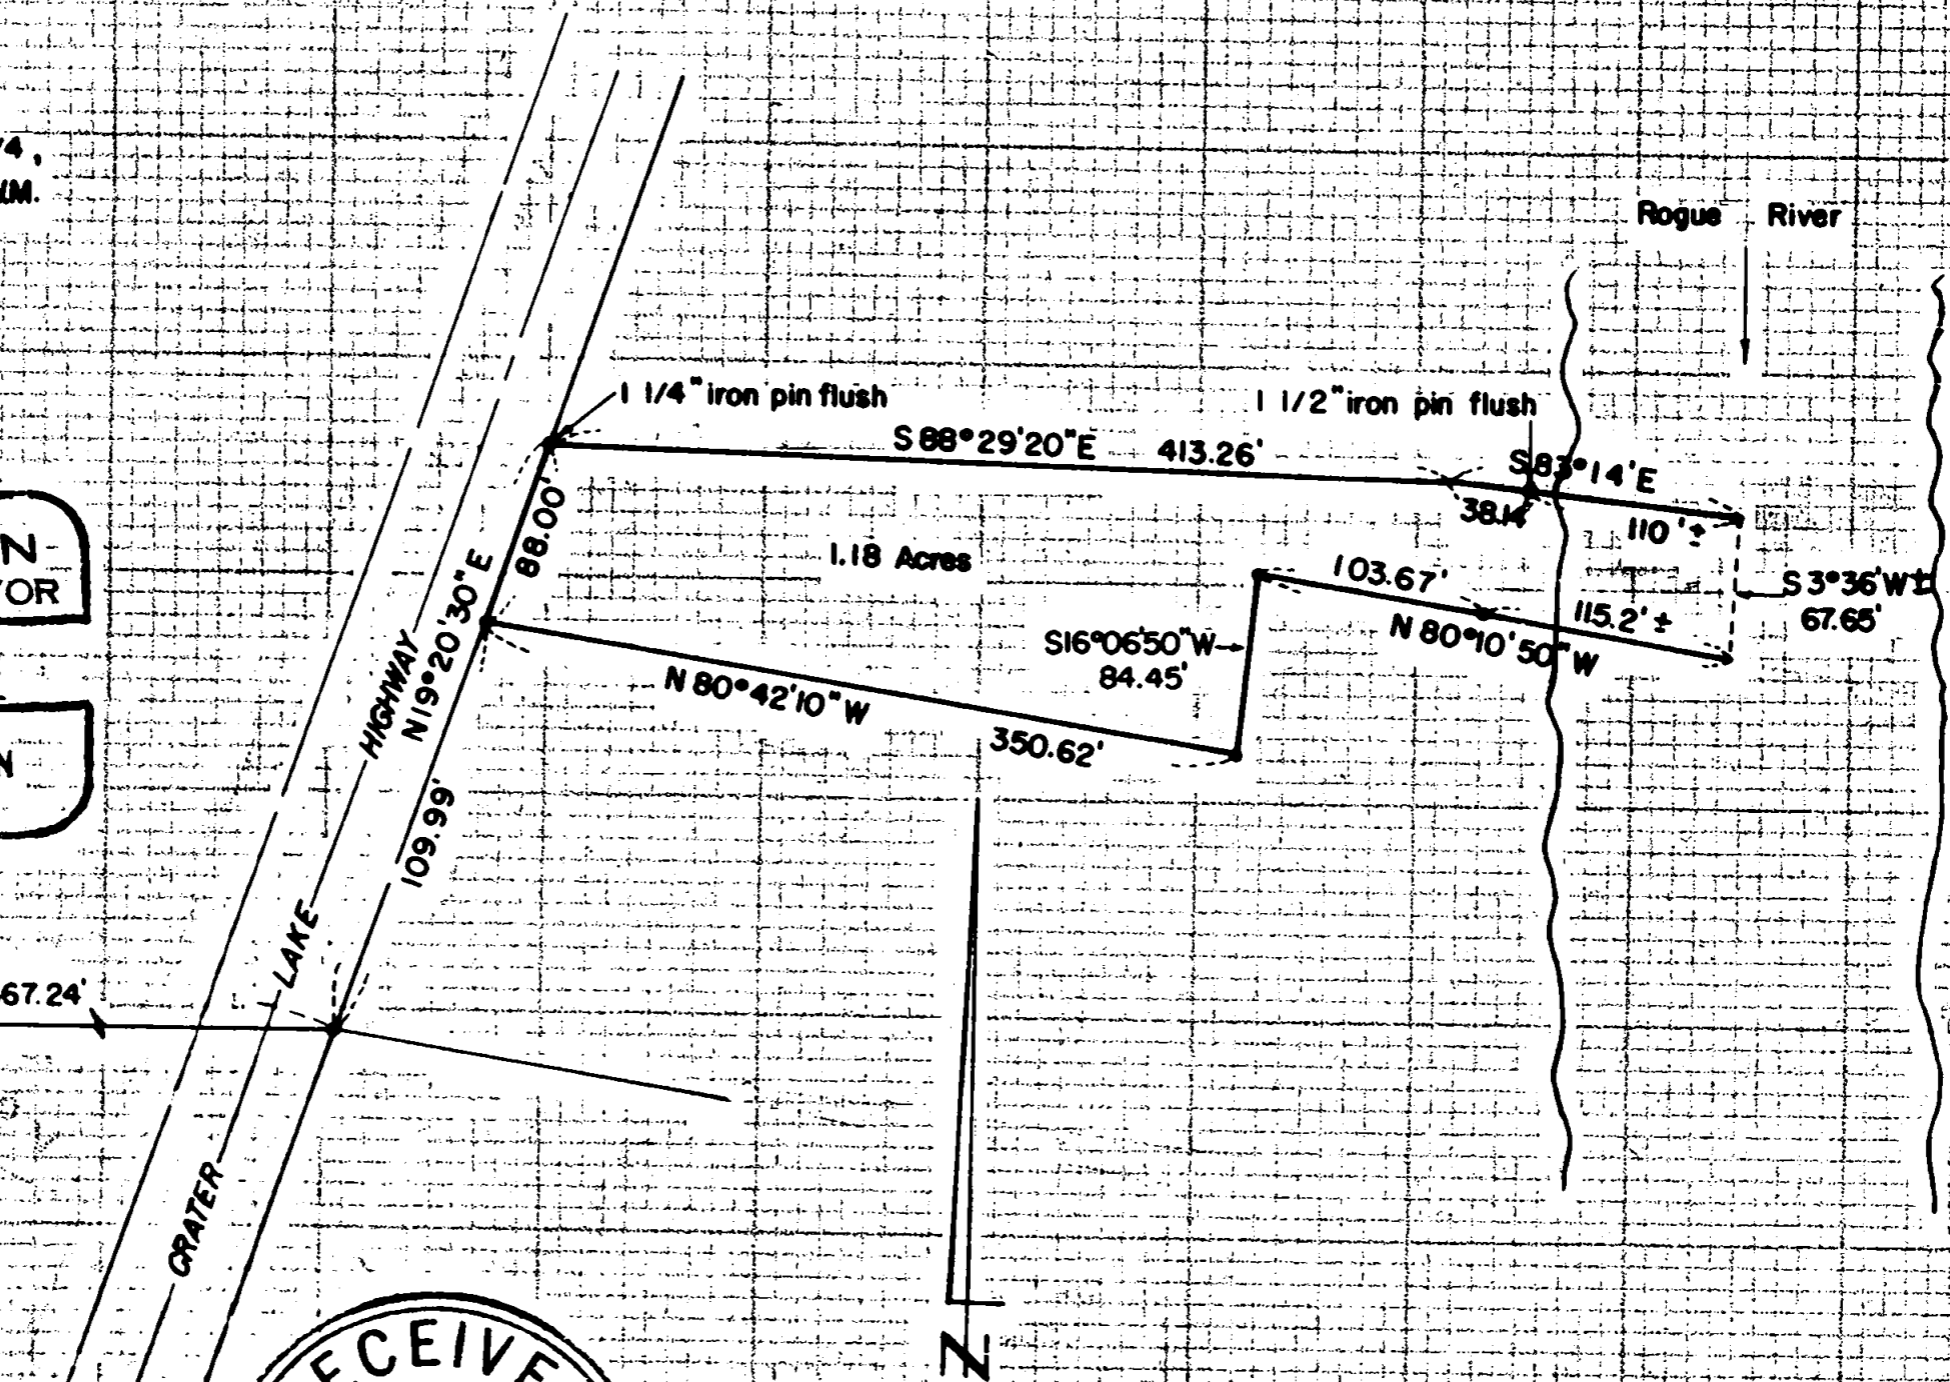 /4,
W.M.
Rogue River
1 1/4" iron pin flush
1 1/2" iron pin flush
S 88°29'20"E 413.26'
S 83°14'E
38.14'
110'±
N
YOR
88.00'
1.18 Acres
103.67'
115.2'±
S 3°36'W±
67.65'
N 80°10'50"W
S16°06'50"W
84.45'
N19°20'30"E
HIGHWAY
N 80°42'10"W
350.62'
N
109.99'
LAKE
67.24'
CRATER
N
ECEIVE